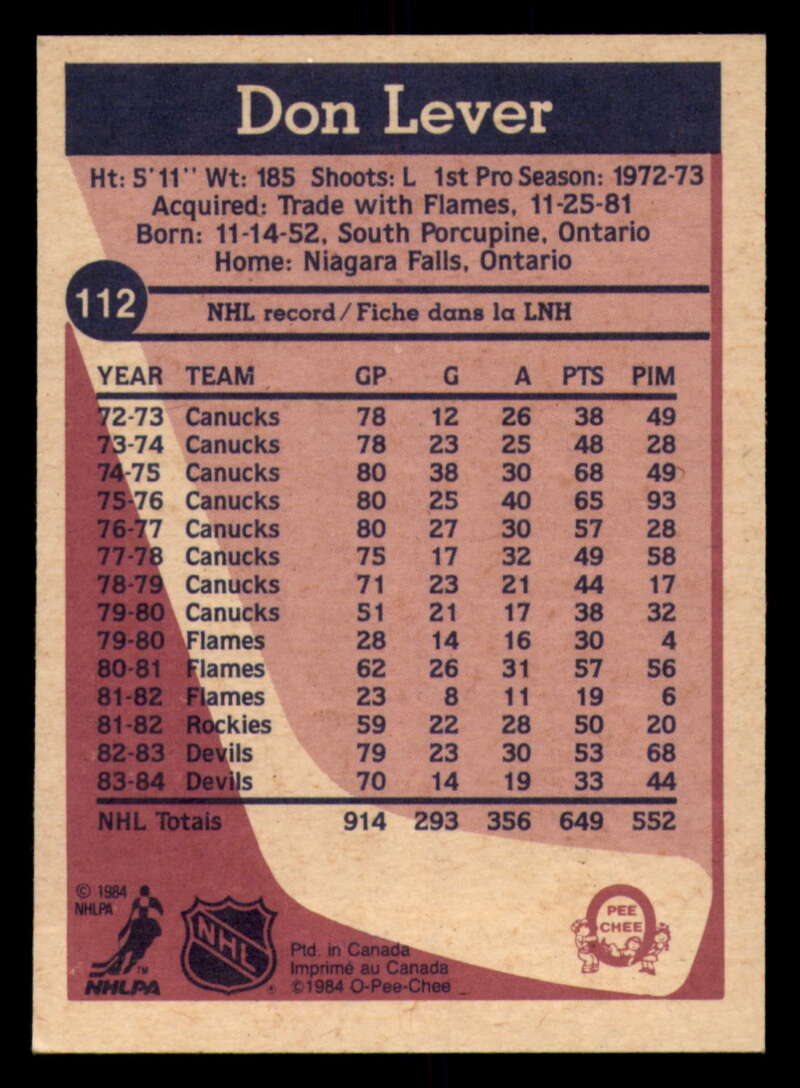 Don Lever
Ht: 5'11" Wt: 185 Shoots: L 1st Pro Season: 1972-73
Acquired: Trade with Flames, 11-25-81
Born: 11-14-52, South Porcupine, Ontario
Home: Niagara Falls, Ontario
112
NHL record/Fiche dans la LNH
YEAR TEAM GP G A PTS PIM
72-73 Canucks 78 12 26 38 49
73-74 Canucks 78 23 25 48 28
74-75 Canucks 80 38 30 68 49
75-76 Canucks 80 25 40 65 93
76-77 Canucks 80 27 30 57 28
77-78 Canucks 75 17 32 49 58
78-79 Canucks 71 23 21 44 17
79-80 Canucks 51 21 17 38 32
79-80 Flames 28 14 16 30 4
80-81 Flames 62 26 31 57 56
81-82 Flames 23 8 11 19 6
81-82 Rockies 59 22 28 50 20
82-83 Devils 79 23 30 53 68
83-84 Devils 70 14 19 33 44
NHL Totais 914 293 356 649 552
© 1984
NHLPA
TM
NHLPA
NHL
®
Ptd. in Canada
Imprimé au Canada
©1984 O-Pee-Chee
PEE
CHEE